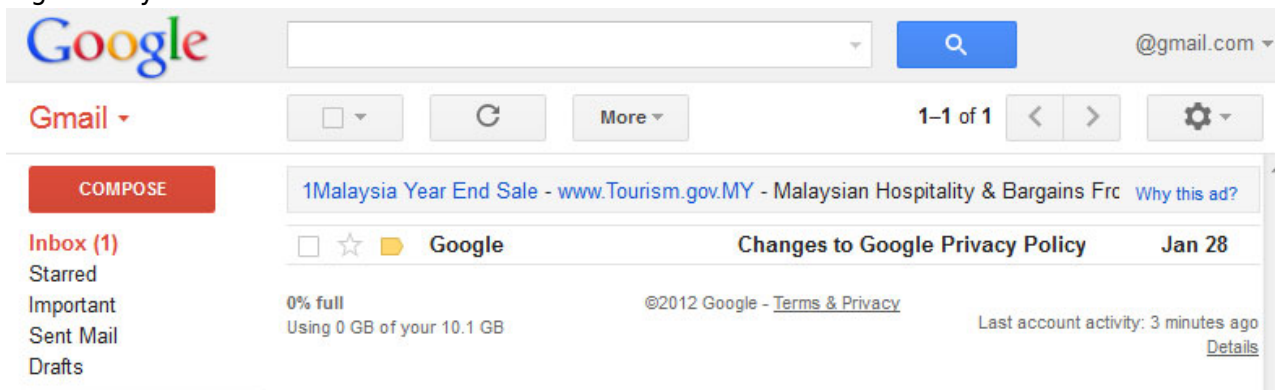 Google
@gmail.com
Gmail
More
1–1 of 1
COMPOSE
1Malaysia Year End Sale - www.Tourism.gov.MY - Malaysian Hospitality & Bargains Frc Why this ad?
Inbox (1)
Google Changes to Google Privacy Policy Jan 28
Starred
Important
Sent Mail
Drafts
0% full
Using 0 GB of your 10.1 GB
©2012 Google - Terms & Privacy
Last account activity: 3 minutes ago
Details